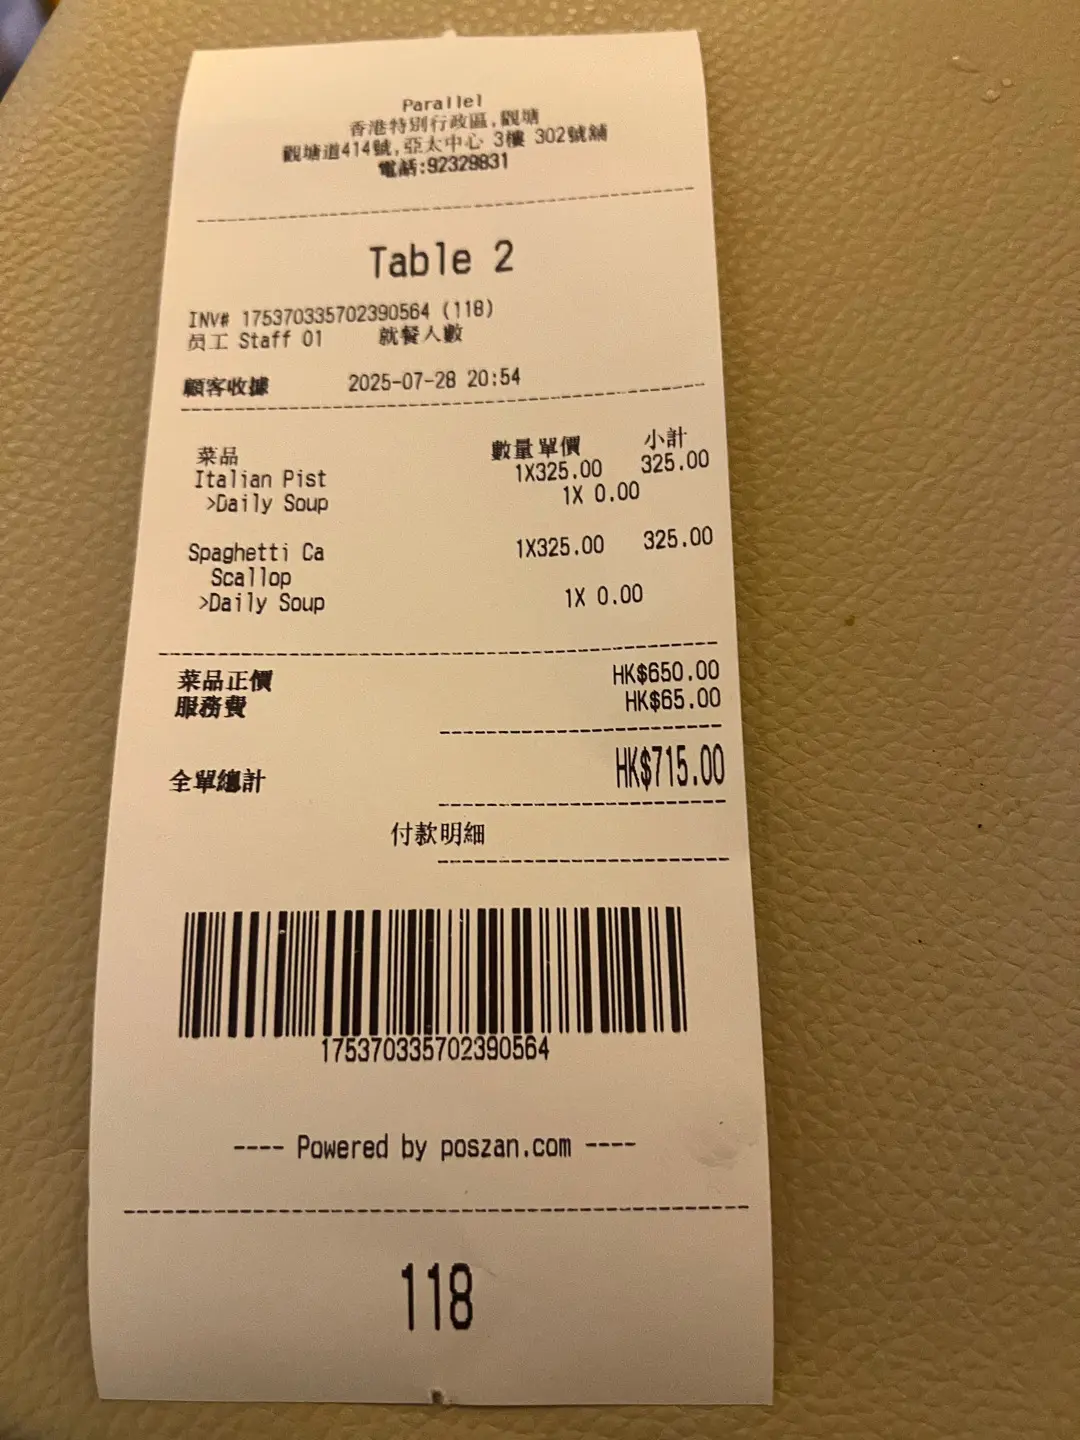 Parallel
香港特別行政區,觀塘
觀塘道414號,亞太中心 3樓 302號舖
電話:92329831
Table 2
INV# 175370335702390564 (118)
员工 Staff 01 就餐人數
顧客收據 2025-07-28 20:54
菜品 數量單價 小計
Italian Pist 1X325.00 325.00
>Daily Soup 1X 0.00
Spaghetti Ca 1X325.00 325.00
Scallop
>Daily Soup 1X 0.00
菜品正價 HK$650.00
服務費 HK$65.00
全單總計 HK$715.00
付款明細
175370335702390564
---- Powered by poszan.com ----
118